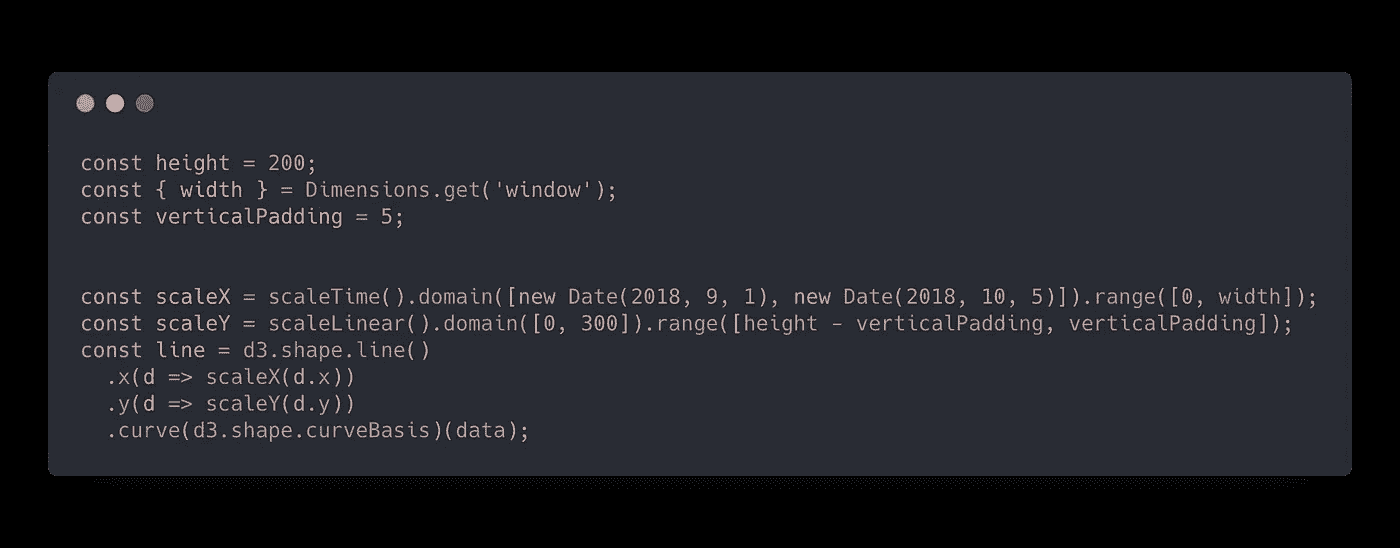 const height = 200;
const { width } = Dimensions.get('window');
const verticalPadding = 5;
const scaleX = scaleTime().domain([new Date(2018, 9, 1), new Date(2018, 10, 5)]).range([0, width]);
const scaleY = scaleLinear().domain([0, 300]).range([height - verticalPadding, verticalPadding]);
const line = d3.shape.line()
  .x(d => scaleX(d.x))
  .y(d => scaleY(d.y))
  .curve(d3.shape.curveBasis)(data);